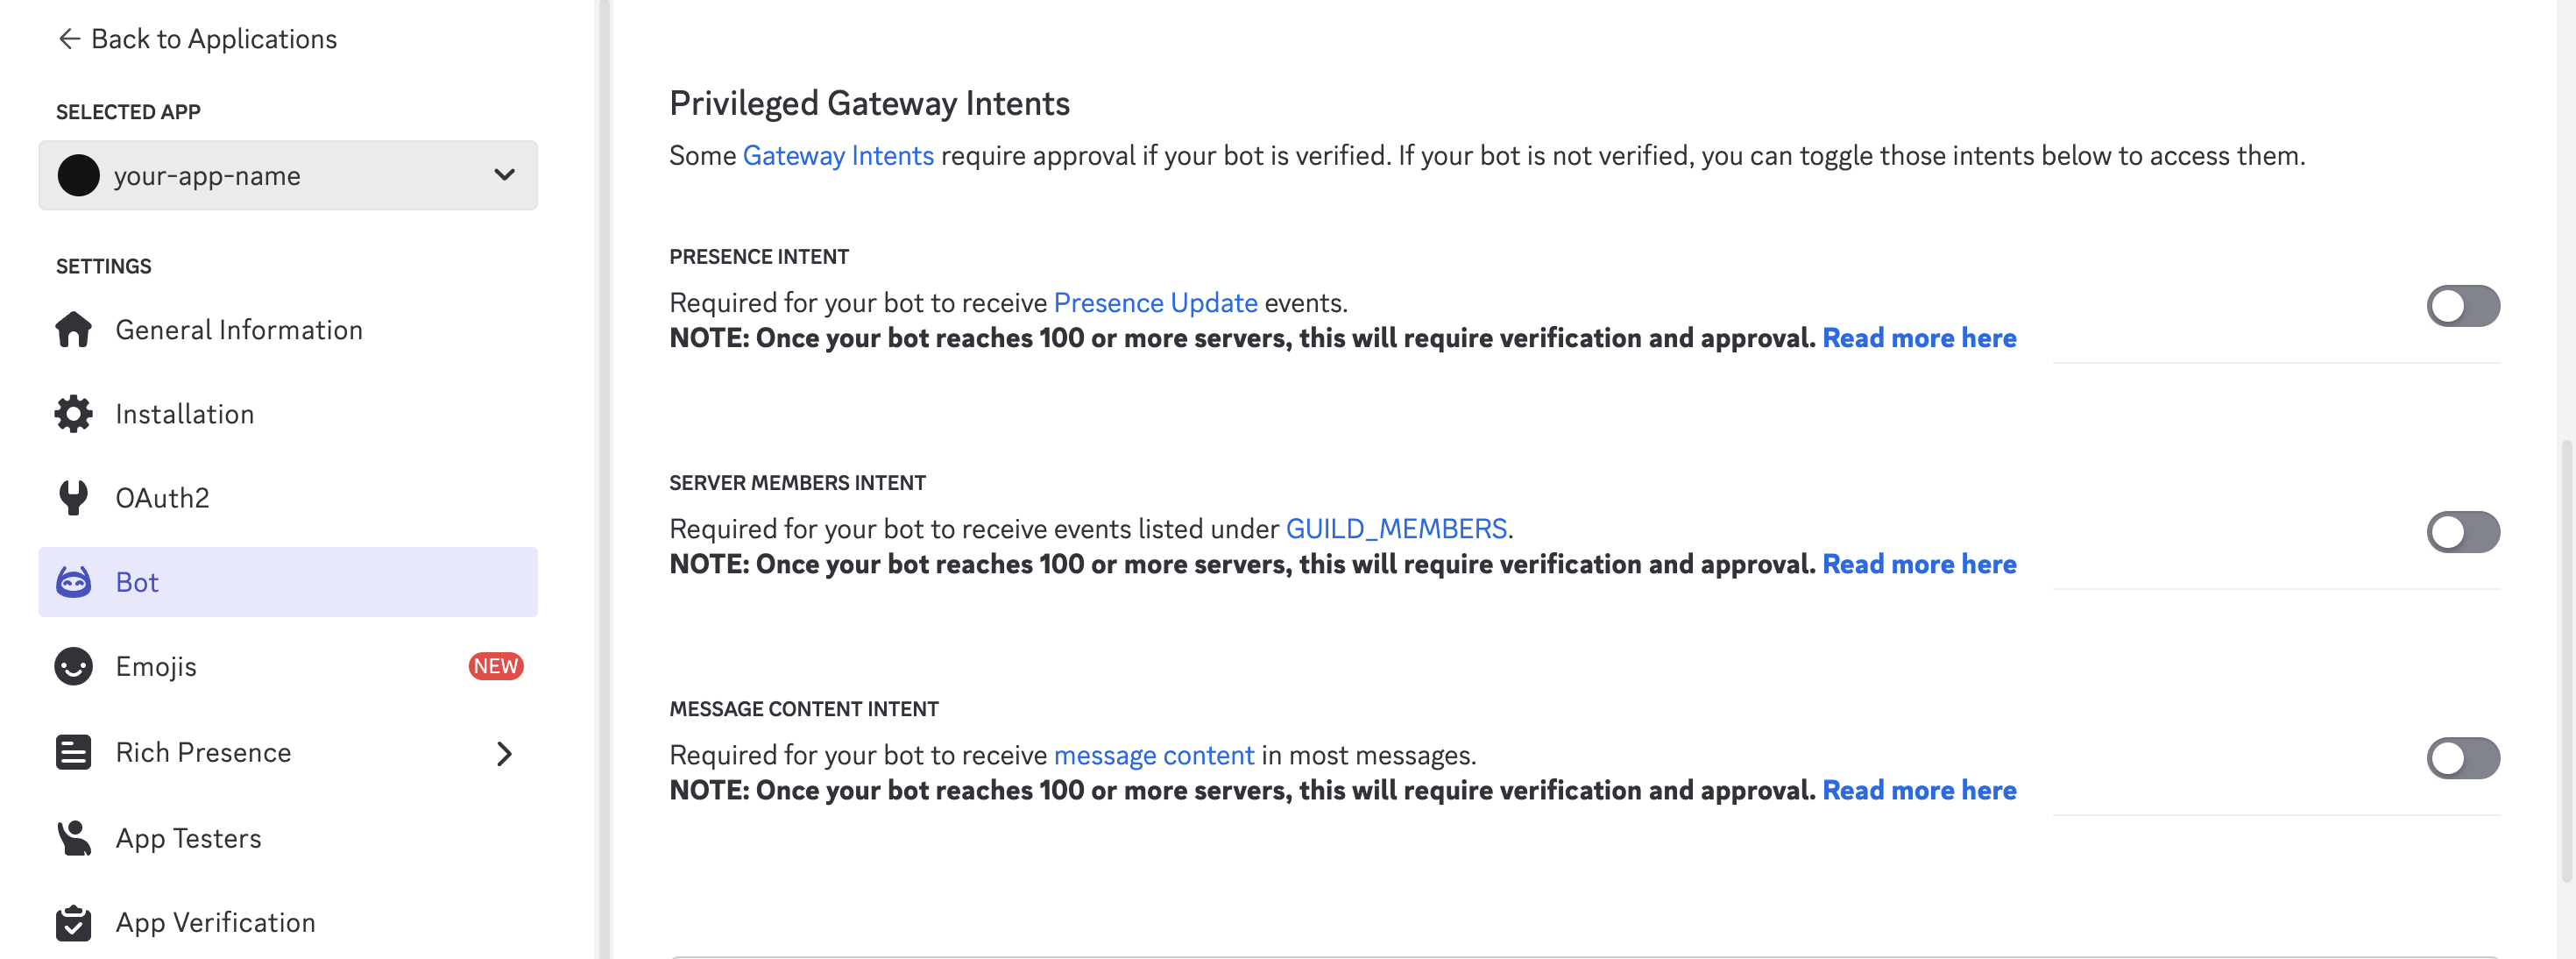 Back to Applications
SELECTED APP
your-app-name
SETTINGS
General Information
Installation
OAuth2
Bot
Emojis
NEW
Rich Presence
App Testers
App Verification
Privileged Gateway Intents
Some Gateway Intents require approval if your bot is verified. If your bot is not verified, you can toggle those intents below to access them.
PRESENCE INTENT
Required for your bot to receive Presence Update events.
NOTE: Once your bot reaches 100 or more servers, this will require verification and approval. Read more here
SERVER MEMBERS INTENT
Required for your bot to receive events listed under GUILD_MEMBERS.
NOTE: Once your bot reaches 100 or more servers, this will require verification and approval. Read more here
MESSAGE CONTENT INTENT
Required for your bot to receive message content in most messages.
NOTE: Once your bot reaches 100 or more servers, this will require verification and approval. Read more here